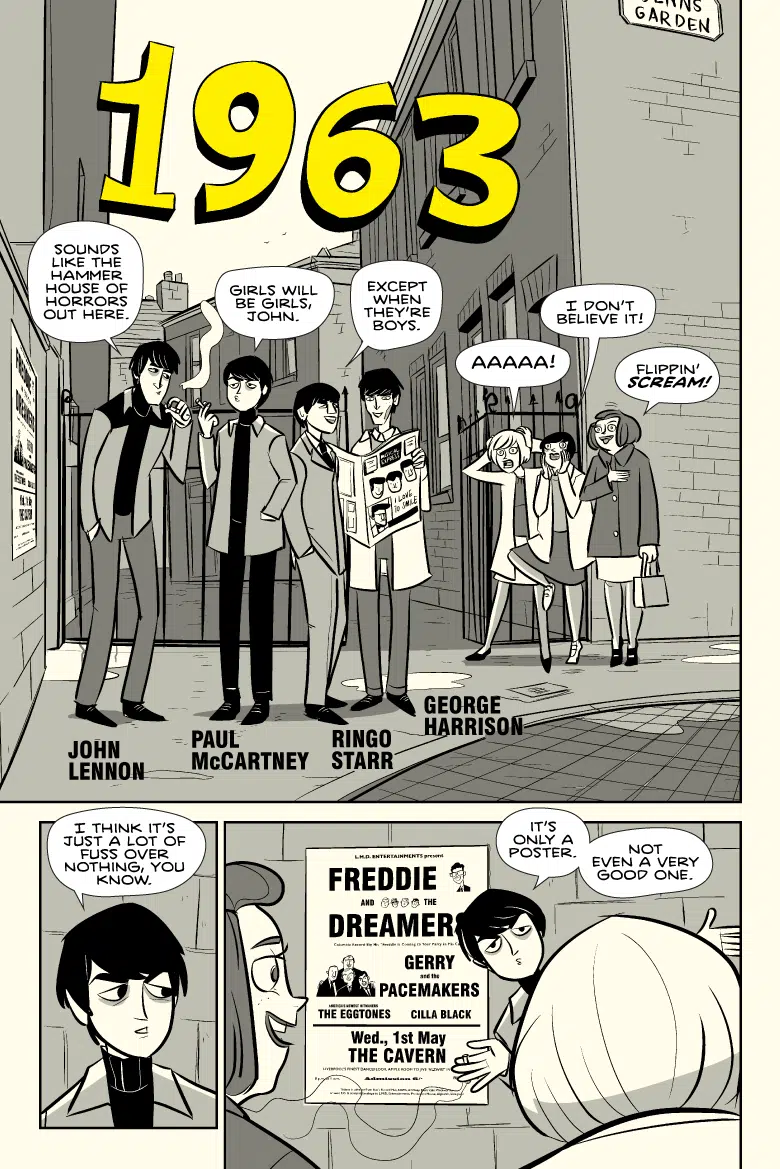 GARDEN
1963
SOUNDS
LIKE THE
HAMMER
HOUSE OF
HORRORS
OUT HERE.
GIRLS WILL
BE GIRLS,
JOHN.
EXCEPT
WHEN
THEY'RE
BOYS.
I DON'T
BELIEVE IT!
AAAAA!
FLIPPIN'
SCREAM!
MUSICAL
EXPRESS
I LOVE
TO SMILE
JOHN
LENNON
PAUL
McCARTNEY
RINGO
STARR
GEORGE
HARRISON
I THINK IT'S
JUST A LOT OF
FUSS OVER
NOTHING, YOU
KNOW.
IT'S
ONLY A
POSTER.
NOT
EVEN A VERY
GOOD ONE.
L.H.D. ENTERTAINMENTS present
FREDDIE
AND THE
DREAMERS
GERRY
and the
PACEMAKERS
THE EGGTONES CILLA BLACK
Wed., 1st May
THE CAVERN
Admission 6/-